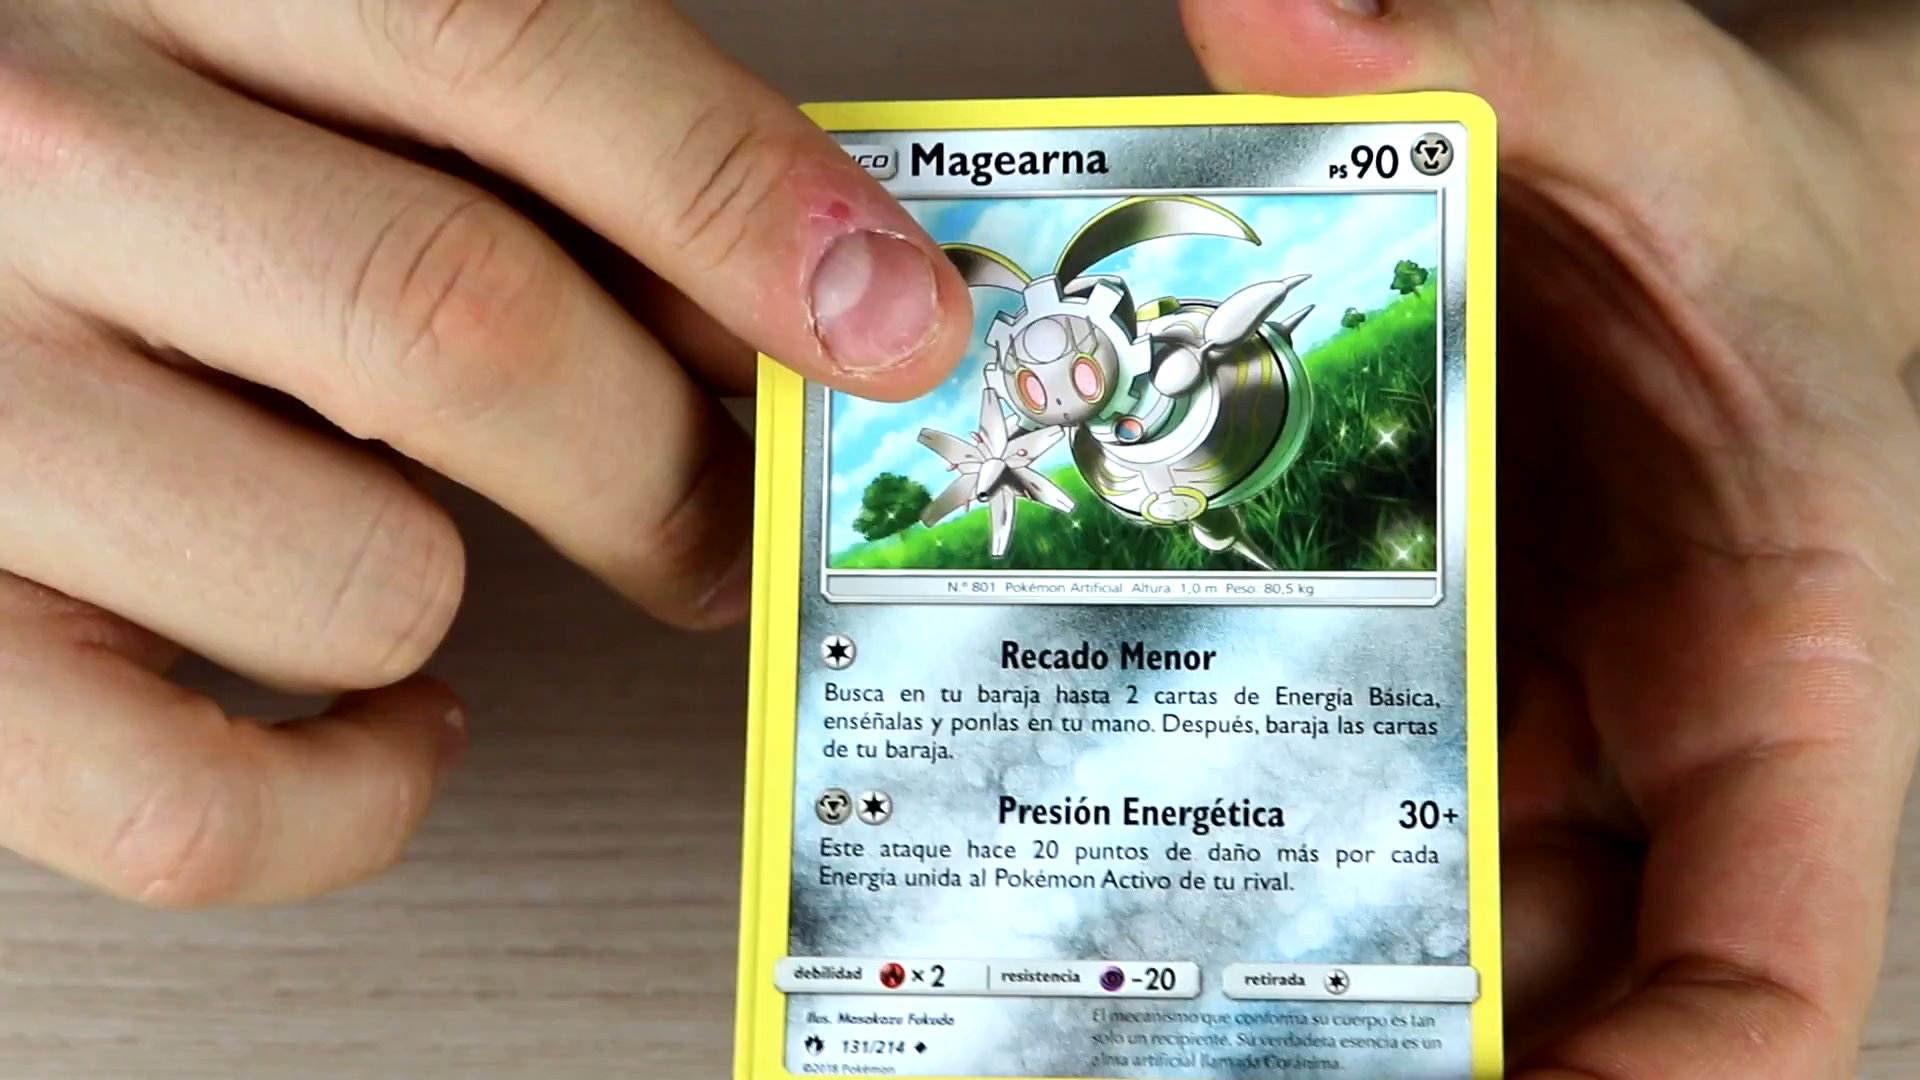 ICO Magearna PS 90
N.º 801 Pokémon Artificial Altura: 1,0 m Peso: 80,5 kg
Recado Menor
Busca en tu baraja hasta 2 cartas de Energía Básica,
enséñalas y ponlas en tu mano. Después, baraja las cartas
de tu baraja.
Presión Energética 30+
Este ataque hace 20 puntos de daño más por cada
Energía unida al Pokémon Activo de tu rival.
debilidad ×2 resistencia -20 retirada
Ilus. Masakazu Fukuda
131/214
©2018 Pokémon
El mecanismo que conforma su cuerpo es tan
solo un recipiente. Su verdadera esencia es un
alma artificial llamada Coránima.